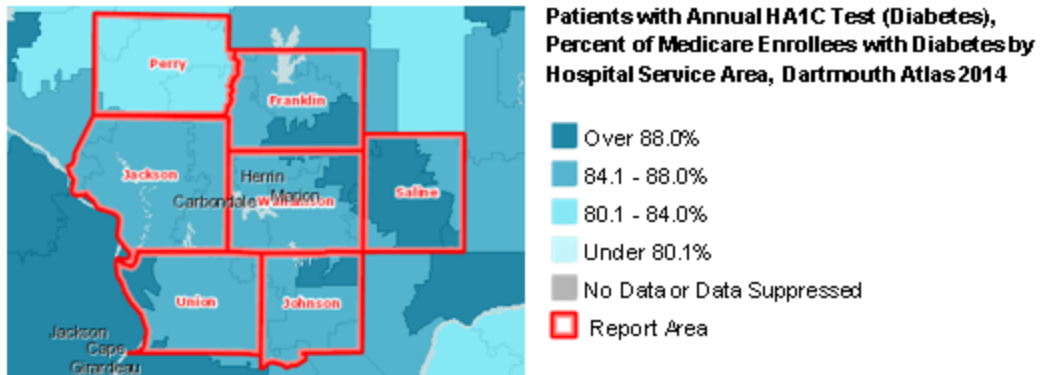 Patients with Annual HA1C Test (Diabetes),
Percent of Medicare Enrollees with Diabetes by
Hospital Service Area, Dartmouth Atlas 2014
Over 88.0%
84.1 - 88.0%
80.1 - 84.0%
Under 80.1%
No Data or Data Suppressed
Report Area
Perry
Franklin
Jackson
Herrin
Marion
Carbondale
Williamson
Saline
Union
Johnson
Jackson
Cape
Girardeau